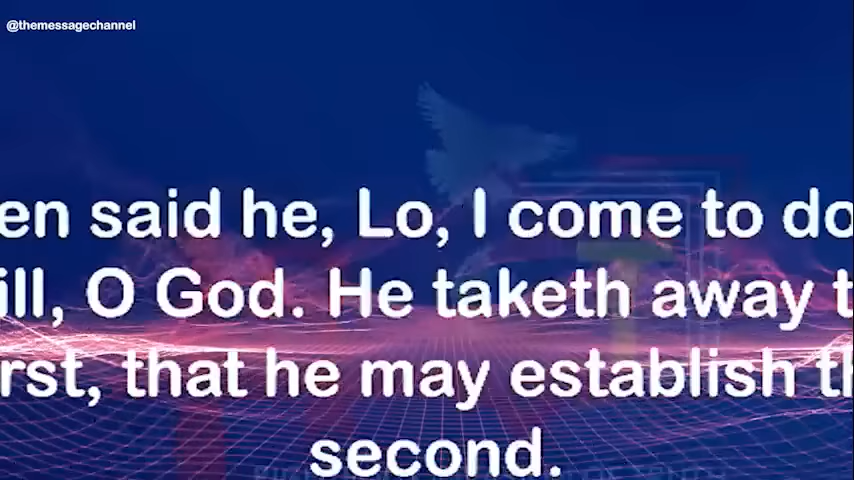 @themessagechannel
en said he, Lo, I come to do
ill, O God. He taketh away t
rst, that he may establish th
second.